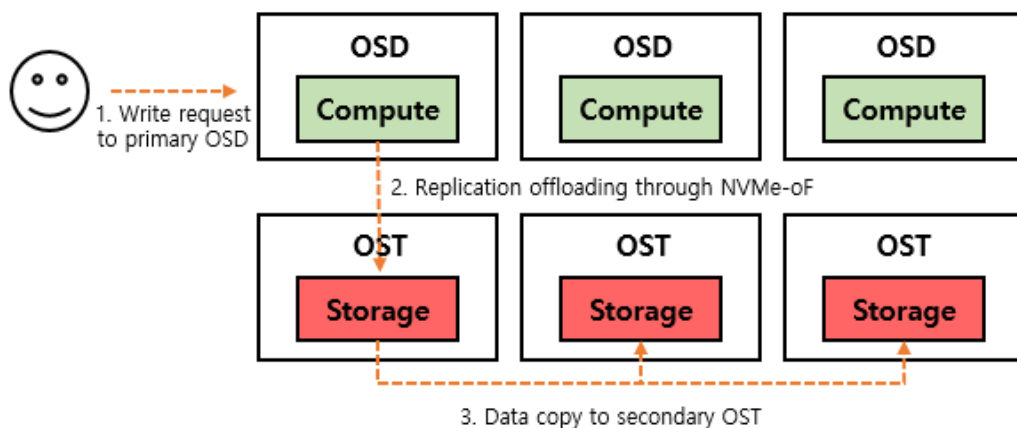 OSD OSD OSD
Compute Compute Compute
1. Write request
to primary OSD
2. Replication offloading through NVMe-oF
OST OST OST
Storage Storage Storage
3. Data copy to secondary OST